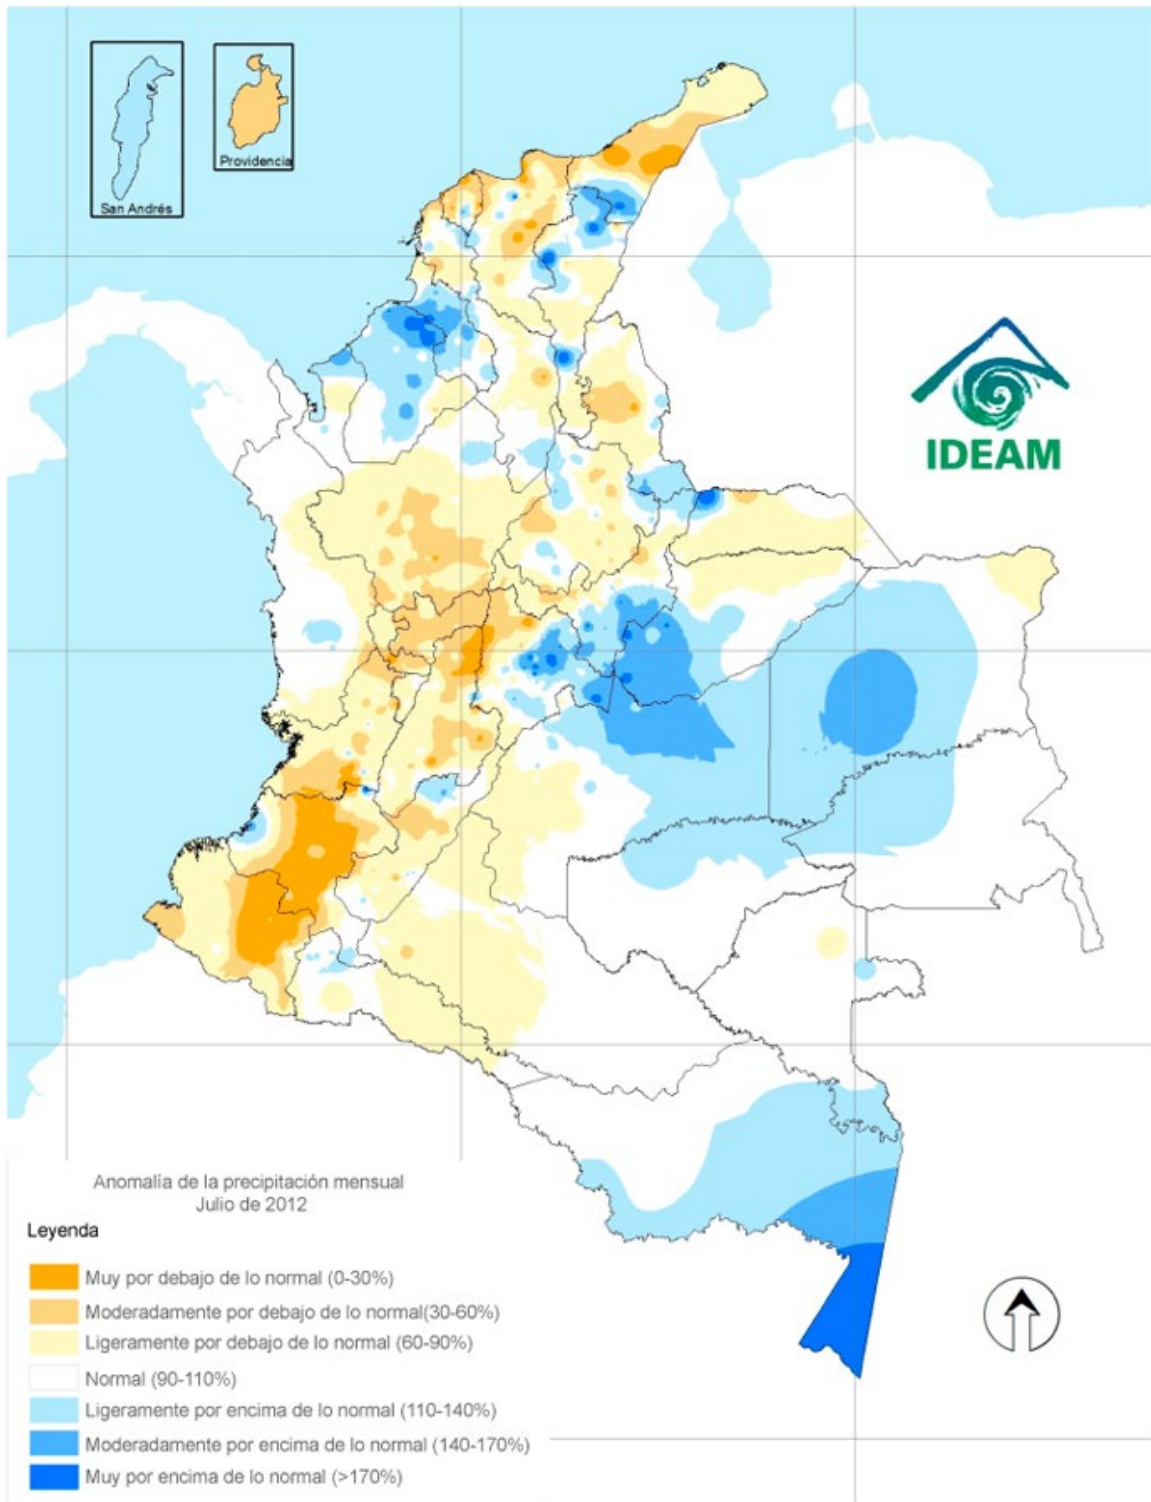 San Andrés
Providencia
IDEAM
Anomalía de la precipitación mensual
Julio de 2012
Leyenda
Muy por debajo de lo normal (0-30%)
Moderadamente por debajo de lo normal(30-60%)
Ligeramente por debajo de lo normal (60-90%)
Normal (90-110%)
Ligeramente por encima de lo normal (110-140%)
Moderadamente por encima de lo normal (140-170%)
Muy por encima de lo normal (>170%)